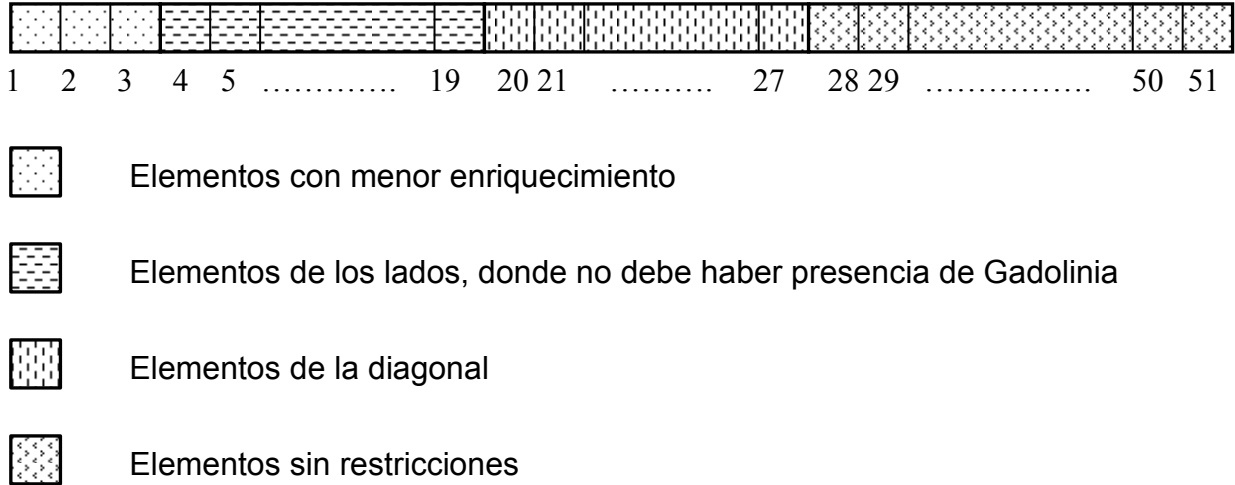 1 2 3 4 5 …………. 19 20 21 ………. 27 28 29 ……………. 50 51
Elementos con menor enriquecimiento
Elementos de los lados, donde no debe haber presencia de Gadolinia
Elementos de la diagonal
Elementos sin restricciones